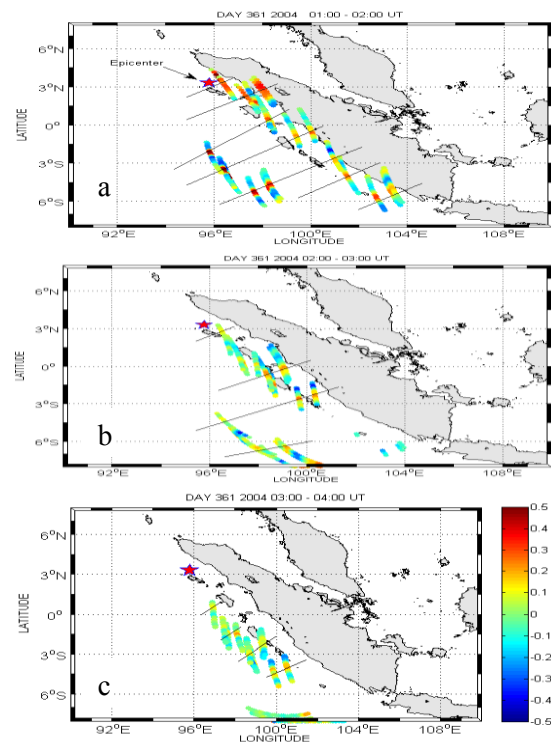 DAY 361 2004 01:00 - 02:00 UT
6°N
Epicenter
3°N
LATITUDE
0°
3°S
a
6°S
92°E 96°E 100°E 104°E 108°E
LONGITUDE
DAY 361 2004 02:00 - 03:00 UT
6°N
3°N
LATITUDE
0°
3°S
b
6°S
92°E 96°E 100°E 104°E 108°E
LONGITUDE
DAY 361 2004 03:00 - 04:00 UT
6°N
3°N
LATITUDE
0°
3°S
c
6°S
92°E 96°E 100°E 104°E 108°E
LONGITUDE
0.5
0.4
0.3
0.2
0.1
0
-0.1
-0.2
-0.3
-0.4
-0.5